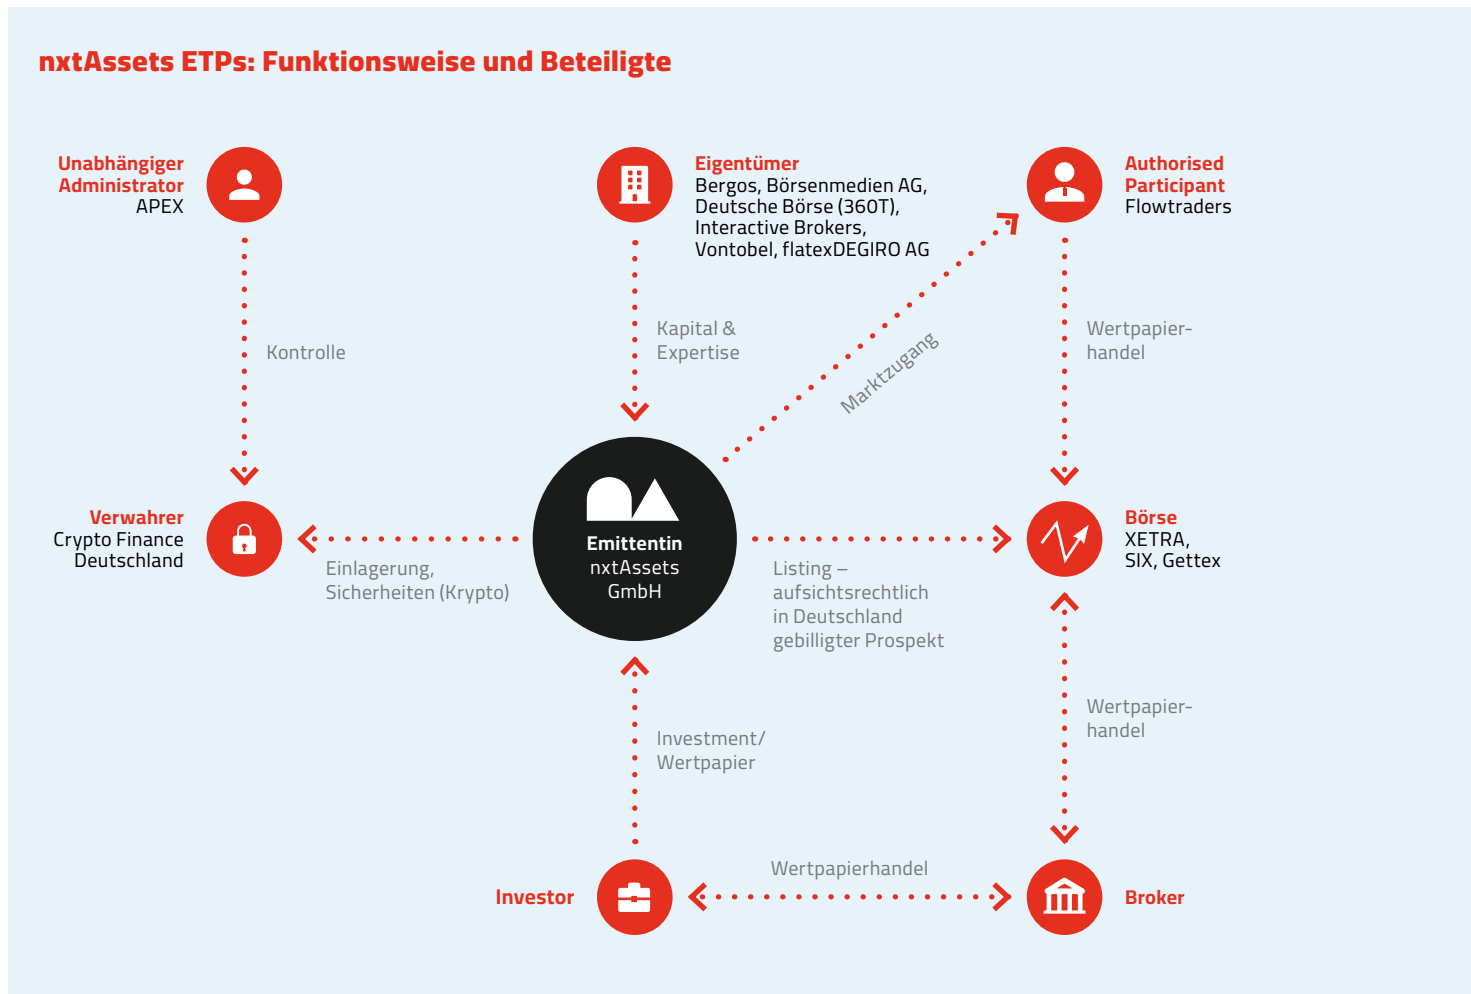 nxtAssets ETPs: Funktionsweise und Beteiligte
Unabhängiger
Administrator
APEX
Eigentümer
Bergos, Börsenmedien AG,
Deutsche Börse (360T),
Interactive Brokers,
Vontobel, flatexDEGIRO AG
Authorised
Participant
Flowtraders
Kontrolle
Kapital &
Expertise
Marktzugang
Wertpapier-
handel
Verwahrer
Crypto Finance
Deutschland
Einlagerung,
Sicherheiten (Krypto)
Emittentin
nxtAssets
GmbH
Listing –
aufsichtsrechtlich
in Deutschland
gebilligter Prospekt
Börse
XETRA,
SIX, Gettex
Investment/
Wertpapier
Wertpapier-
handel
Investor
Wertpapierhandel
Broker